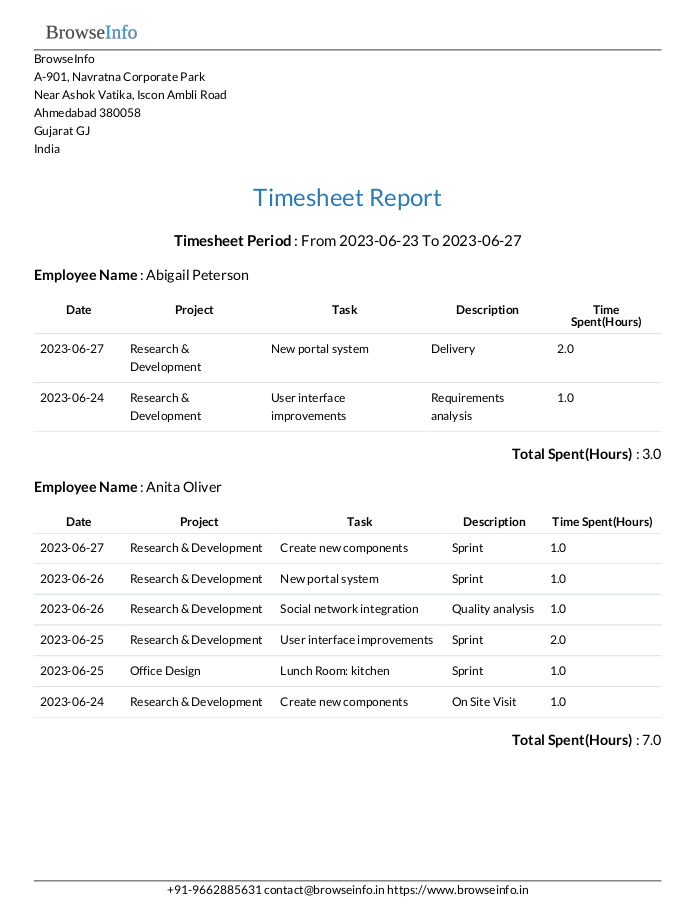 BrowseInfo
BrowseInfo
A-901, Navratna Corporate Park
Near Ashok Vatika, Iscon Ambli Road
Ahmedabad 380058
Gujarat GJ
India
Timesheet Report
Timesheet Period : From 2023-06-23 To 2023-06-27
Employee Name : Abigail Peterson
Date Project Task Description Time
Spent(Hours)
2023-06-27 Research & New portal system Delivery 2.0
Development
2023-06-24 Research & User interface Requirements 1.0
Development improvements analysis
Total Spent(Hours) : 3.0
Employee Name : Anita Oliver
Date Project Task Description Time Spent(Hours)
2023-06-27 Research & Development Create new components Sprint 1.0
2023-06-26 Research & Development New portal system Sprint 1.0
2023-06-26 Research & Development Social network integration Quality analysis 1.0
2023-06-25 Research & Development User interface improvements Sprint 2.0
2023-06-25 Office Design Lunch Room: kitchen Sprint 1.0
2023-06-24 Research & Development Create new components On Site Visit 1.0
Total Spent(Hours) : 7.0
+91-9662885631 contact@browseinfo.in https://www.browseinfo.in